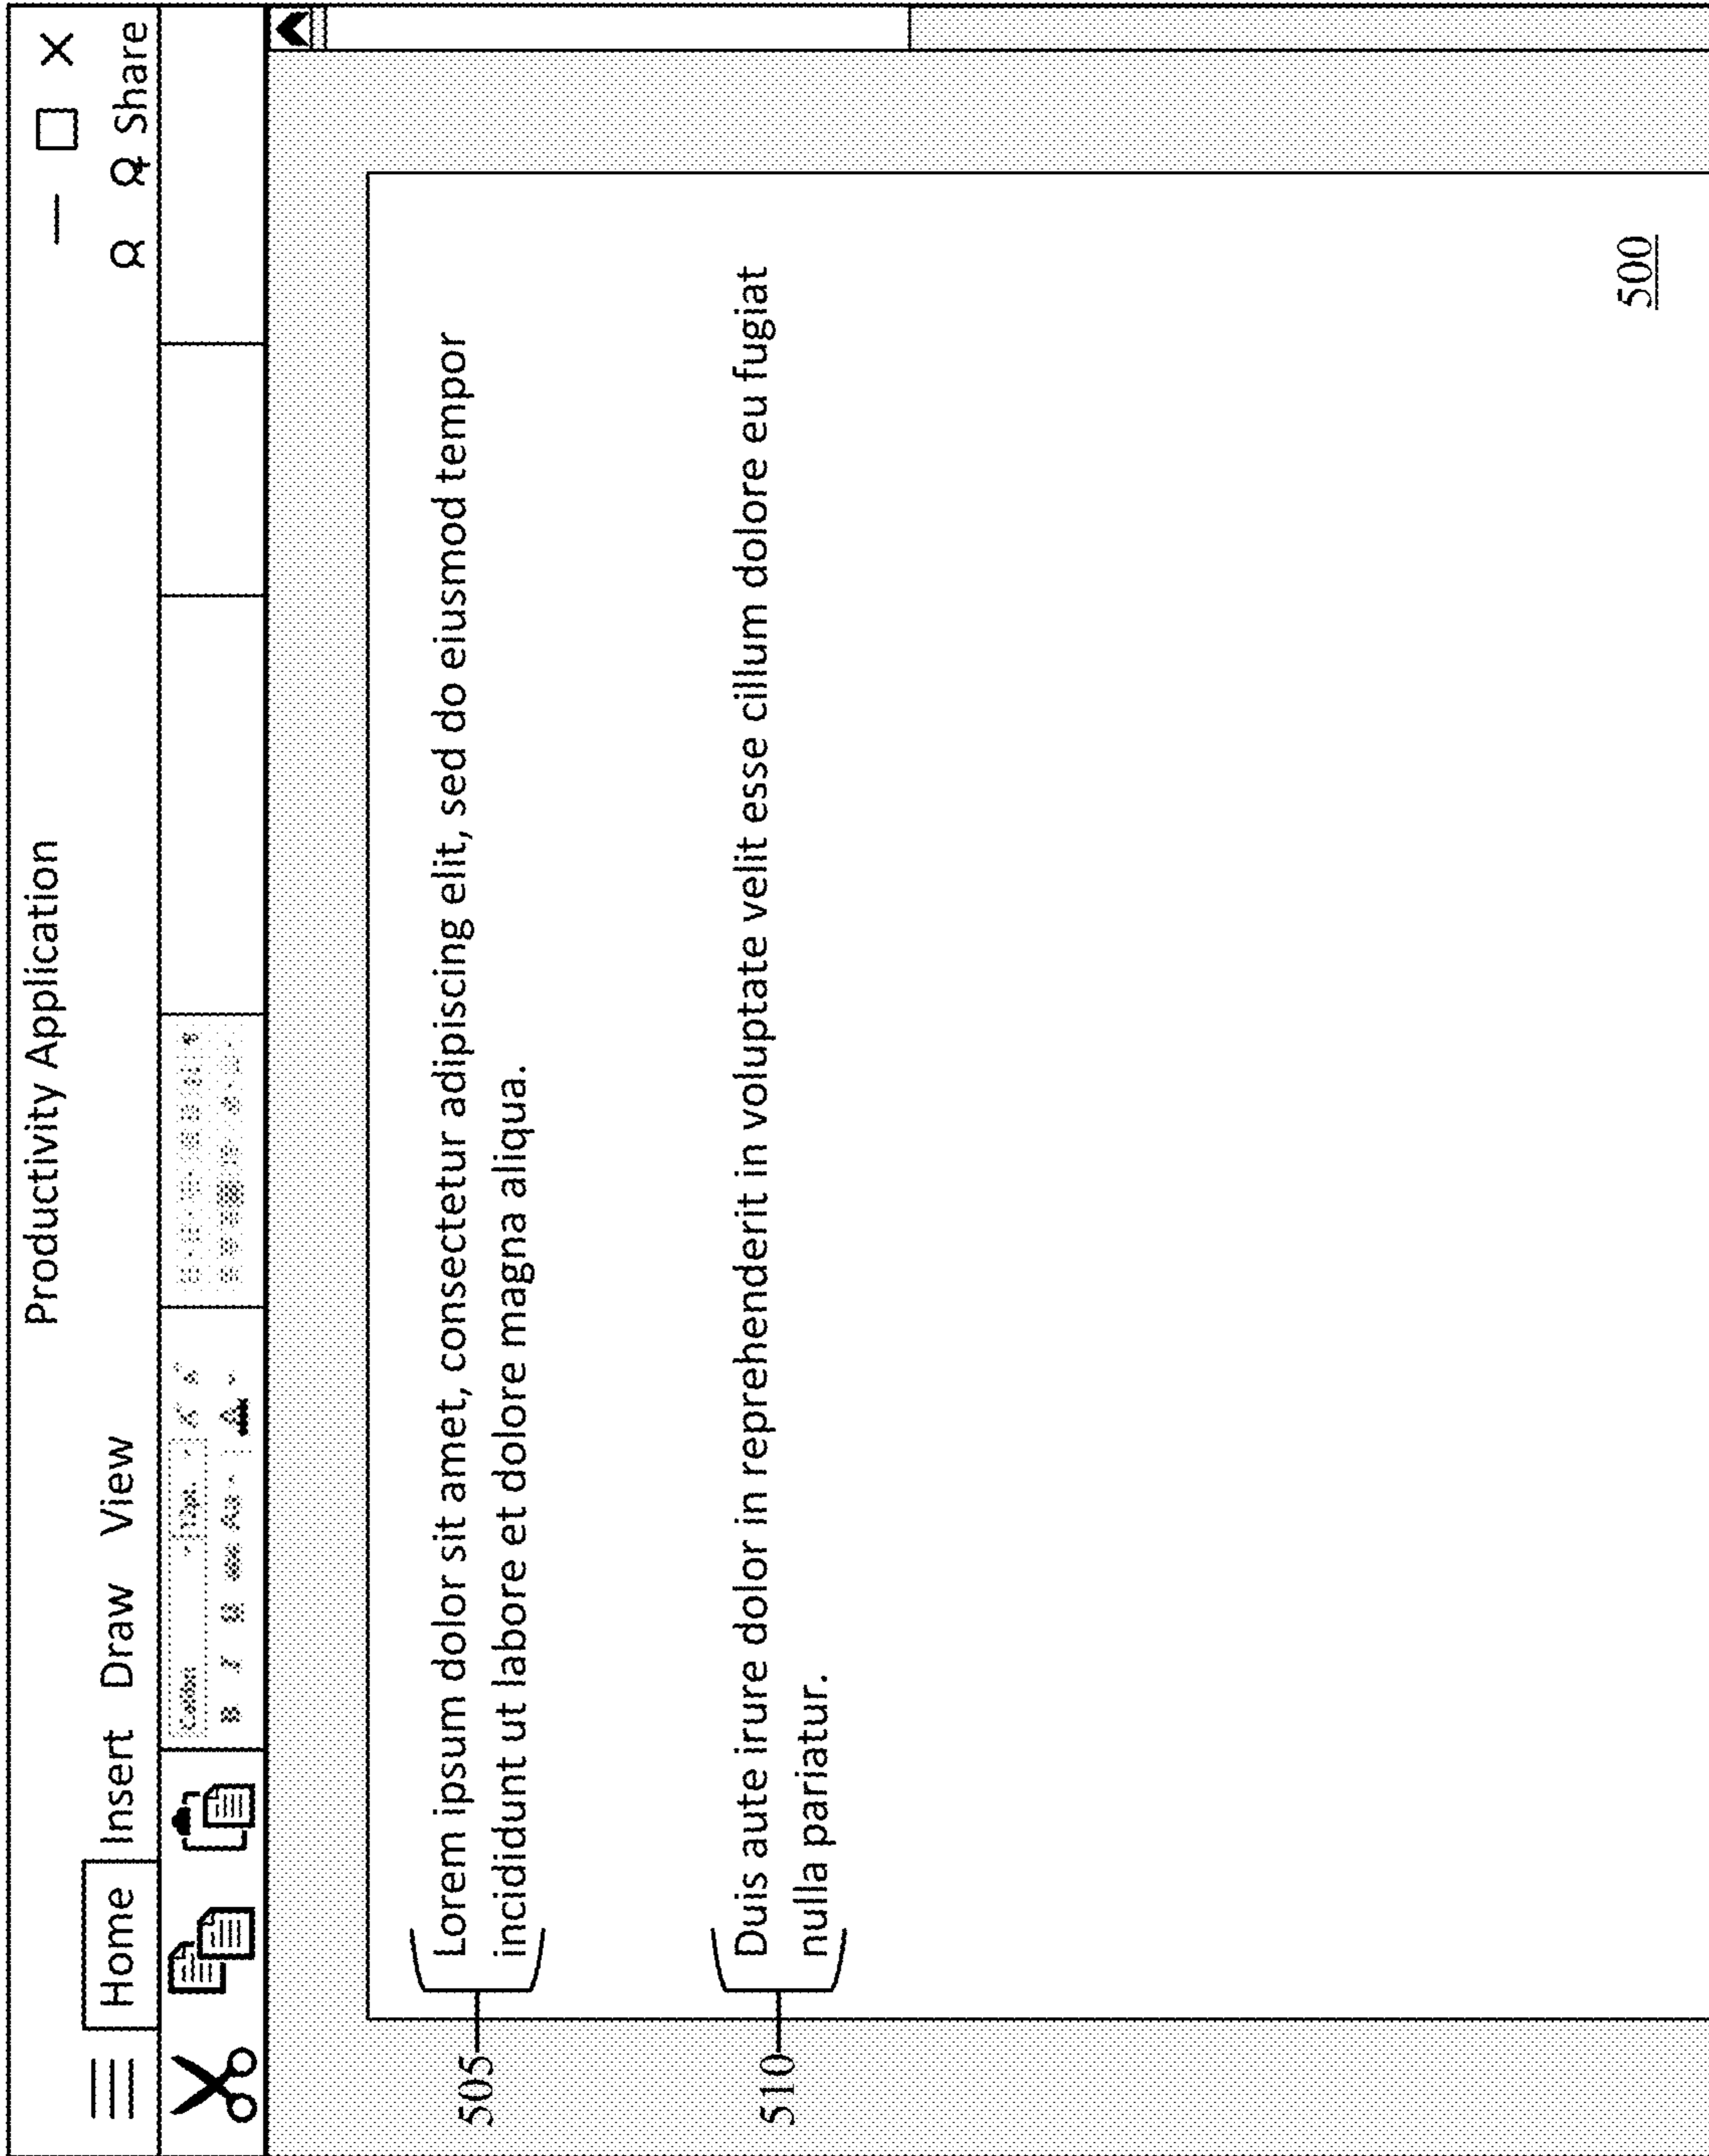 Productivity Application
Home Insert Draw View Share
Calibri 12pt.
B I
505 Lorem ipsum dolor sit amet, consectetur adipiscing elit, sed do eiusmod tempor
incididunt ut labore et dolore magna aliqua.
510 Duis aute irure dolor in reprehenderit in voluptate velit esse cillum dolore eu fugiat
nulla pariatur.
500